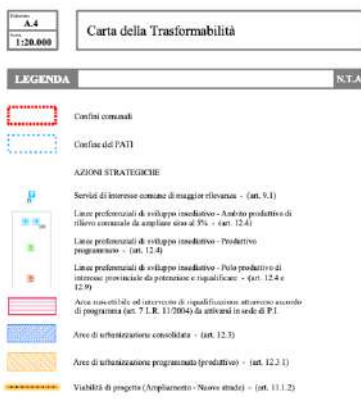 A.4
1:20.000
Carta della Trasformabilità
LEGENDA
N.T.A
Confini comunali
Confine del PATI
AZIONI STRATEGICHE
Servizi di interesse comune di maggior rilevanza - (art. 9.1)
Linee preferenziali di sviluppo insediativo - Ambito produttivo di
rilievo comunale da ampliare sino al 5% - (art. 12.4)
Linee preferenziali di sviluppo insediativo - Produttivo
programmato - (art. 12.4)
Linee preferenziali di sviluppo insediativo - Polo produttivo di
interesse provinciale da potenziare e riqualificare - (art. 12.4 e
12.9)
Area suscettibile ad intervento di riqualificazione attraverso accordo
di programma (art. 7 L.R. 11/2004) da attivarsi in sede di P.I.
Aree di urbanizzazione consolidata - (art. 12.3)
Aree di urbanizzazione programmata (produttivo) - (art. 12.3.1)
Viabilità di progetto (Ampliamento - Nuove strade) - (art. 11.1.2)